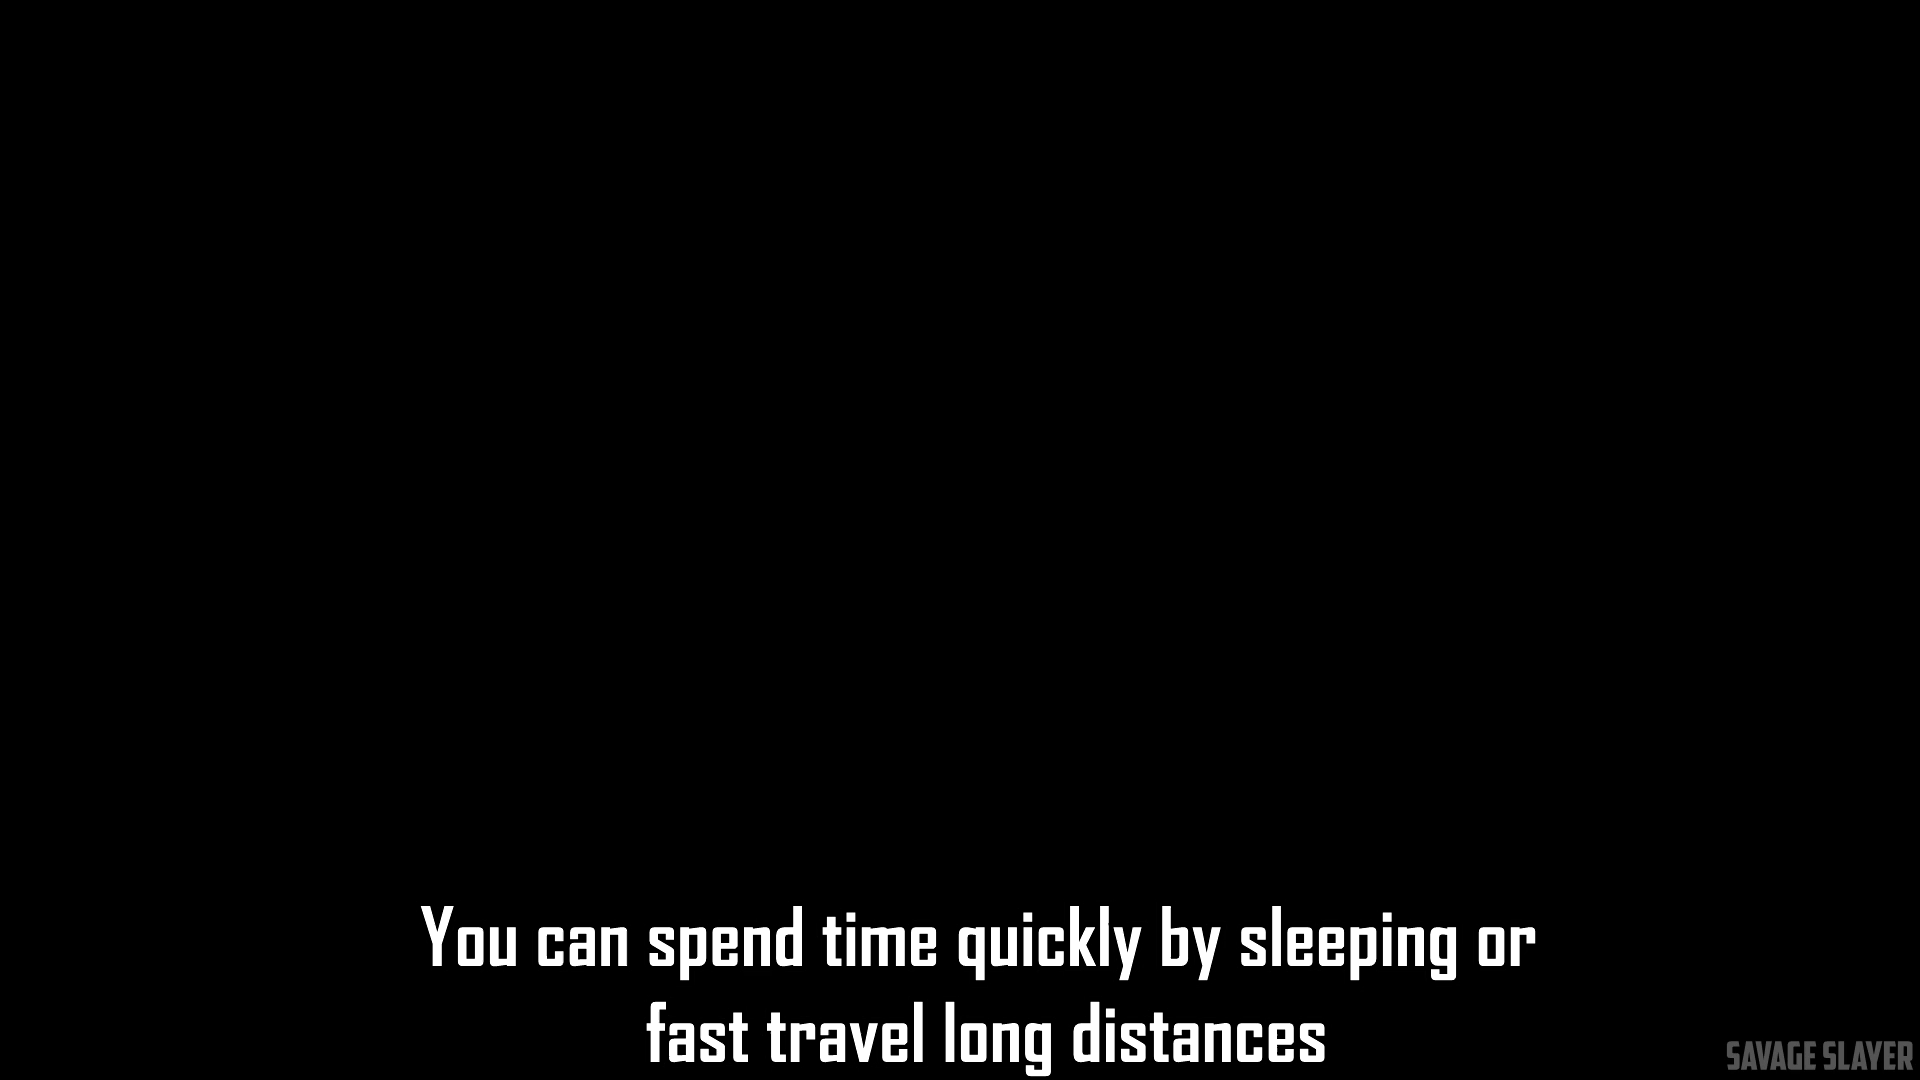 You can spend time quickly by sleeping or
fast travel long distances
SAVAGE SLAYER